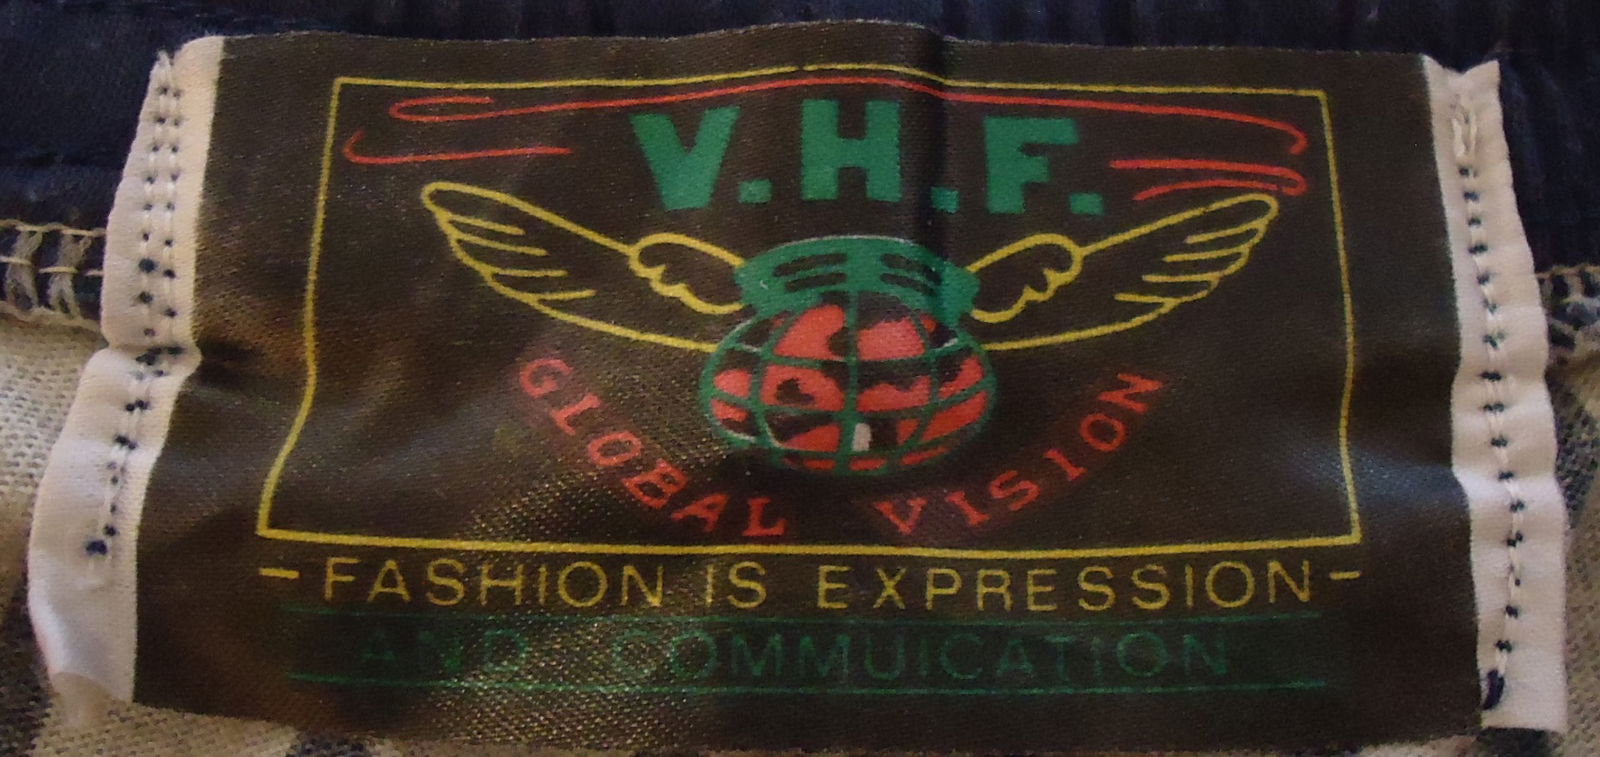 V.H.F.
GLOBAL VISION
-FASHION IS EXPRESSION-
AND COMMUICATION